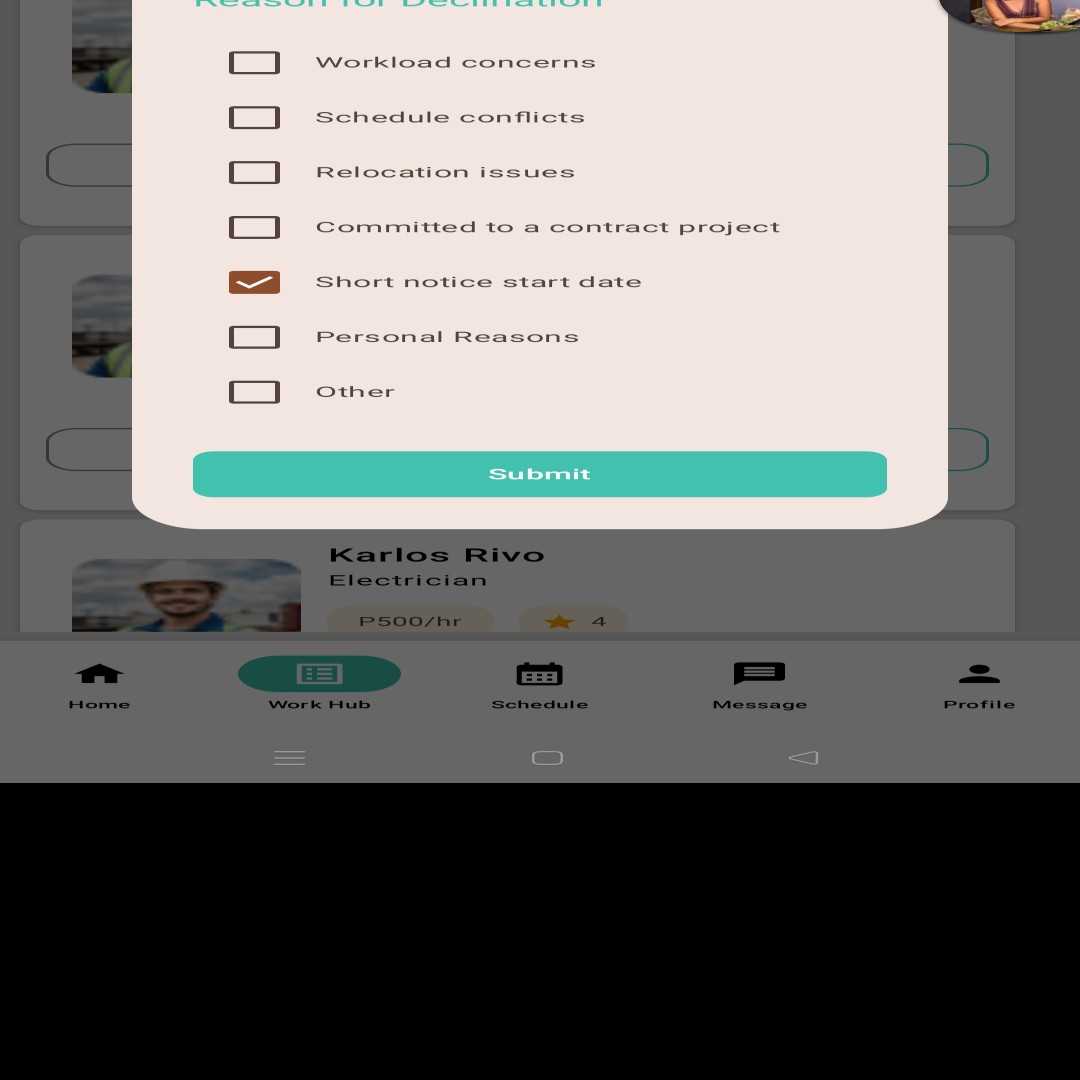 Reason for Declination
Workload concerns
Schedule conflicts
Relocation issues
Committed to a contract project
Short notice start date
Personal Reasons
Other
Submit
Karlos Rivo
Electrician
P500/hr 4
Home Work Hub Schedule Message Profile